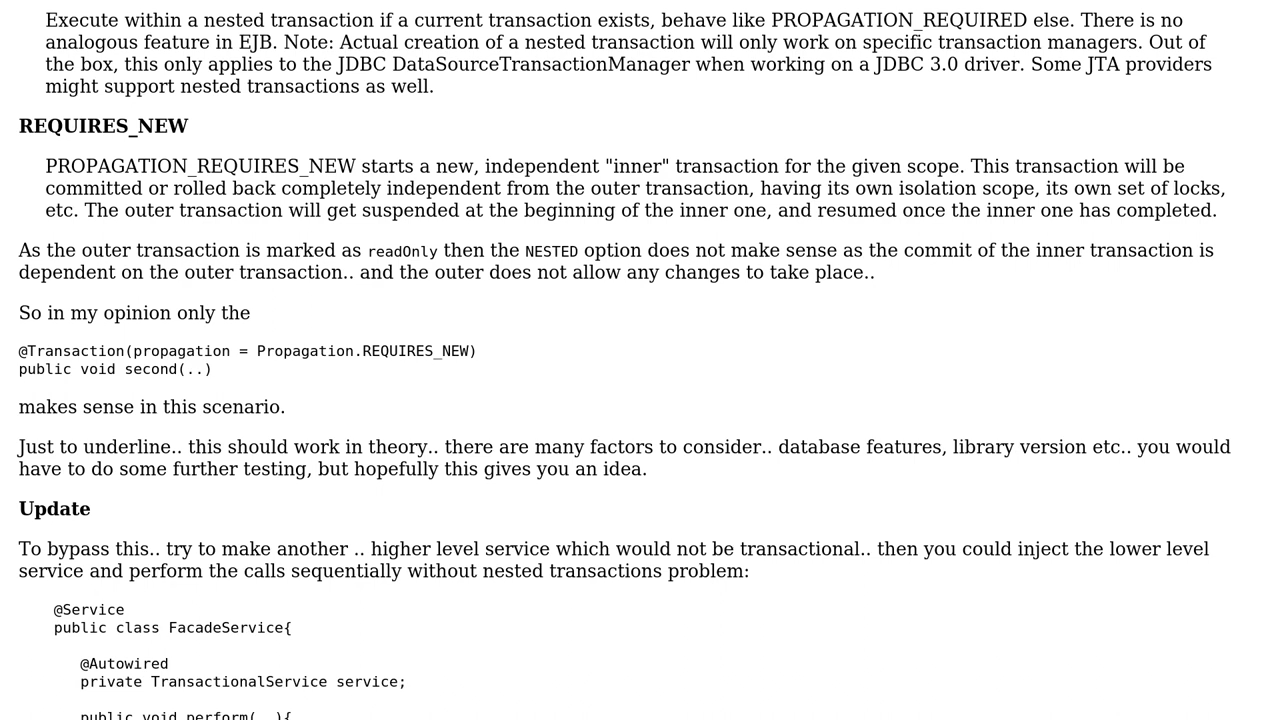 Execute within a nested transaction if a current transaction exists, behave like PROPAGATION_REQUIRED else. There is no
analogous feature in EJB. Note: Actual creation of a nested transaction will only work on specific transaction managers. Out of
the box, this only applies to the JDBC DataSourceTransactionManager when working on a JDBC 3.0 driver. Some JTA providers
might support nested transactions as well.
REQUIRES_NEW
PROPAGATION_REQUIRES_NEW starts a new, independent "inner" transaction for the given scope. This transaction will be
committed or rolled back completely independent from the outer transaction, having its own isolation scope, its own set of locks,
etc. The outer transaction will get suspended at the beginning of the inner one, and resumed once the inner one has completed.
As the outer transaction is marked as readOnly then the NESTED option does not make sense as the commit of the inner transaction is
dependent on the outer transaction.. and the outer does not allow any changes to take place..
So in my opinion only the
@Transaction(propagation = Propagation.REQUIRES_NEW)
public void second(..)
makes sense in this scenario.
Just to underline.. this should work in theory.. there are many factors to consider.. database features, library version etc.. you would
have to do some further testing, but hopefully this gives you an idea.
Update
To bypass this.. try to make another .. higher level service which would not be transactional.. then you could inject the lower level
service and perform the calls sequentially without nested transactions problem:
@Service
public class FacadeService{
@Autowired
private TransactionalService service;
public void perform(..){